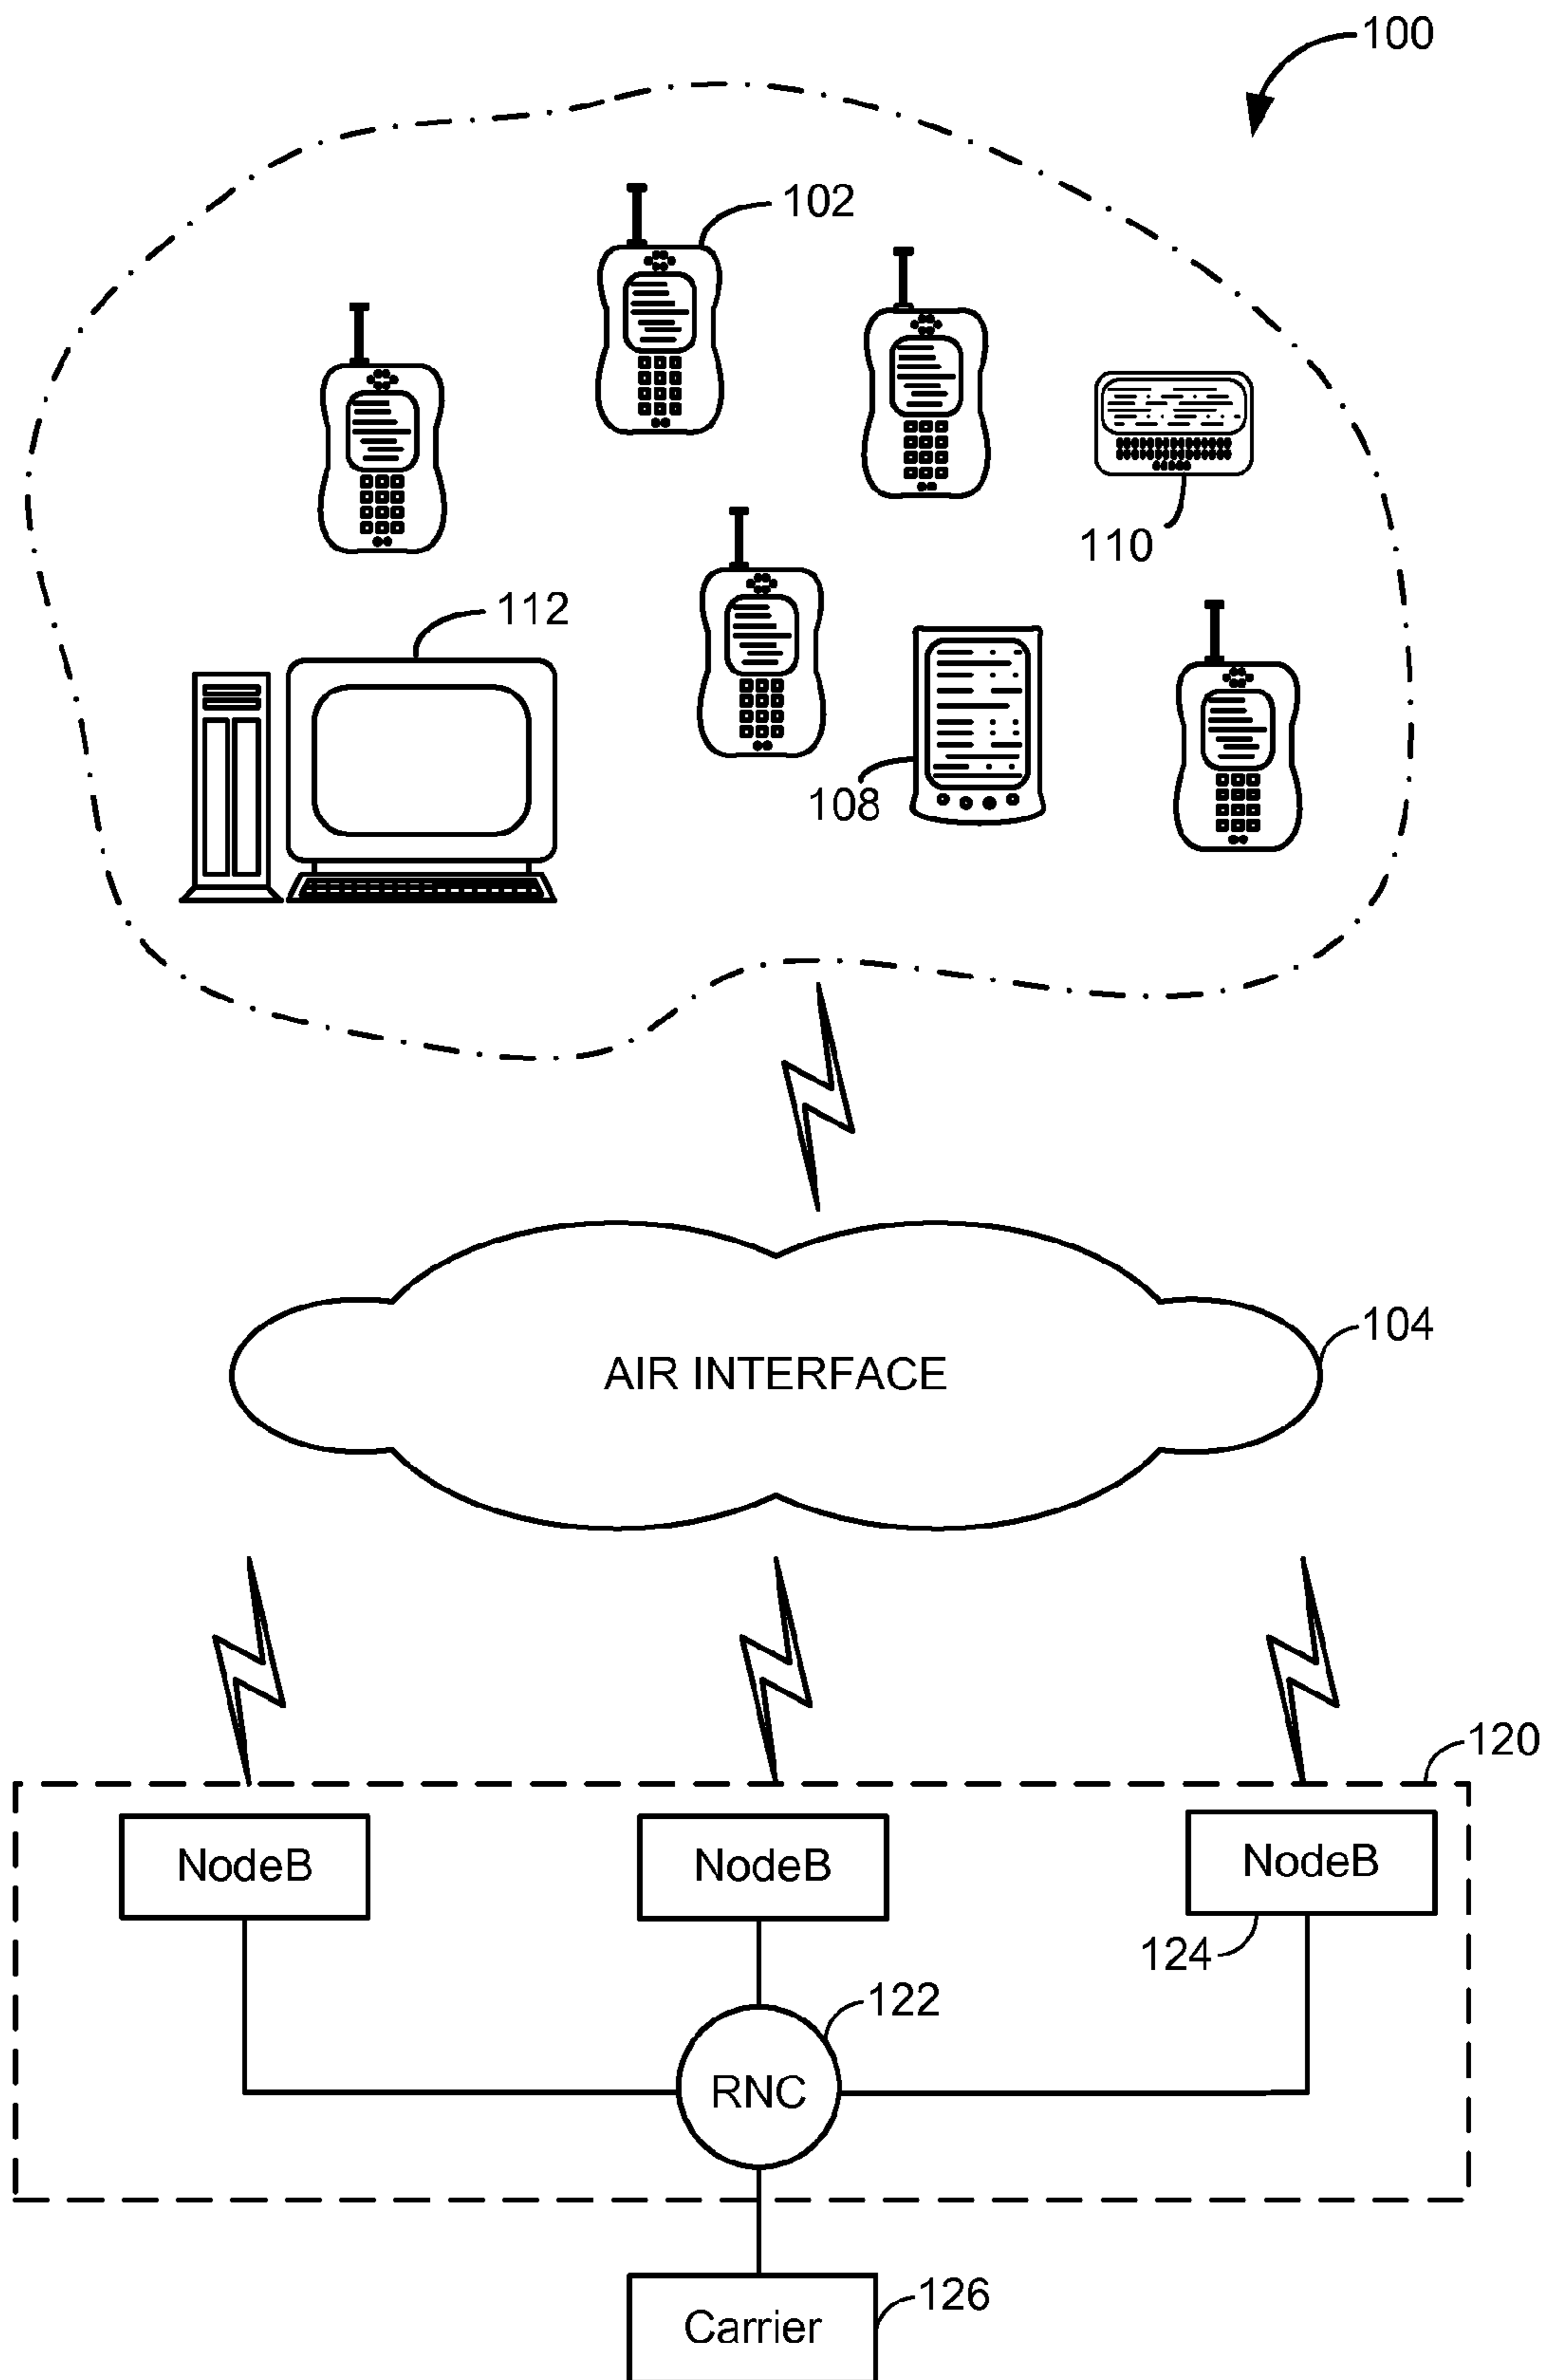 100
102
110
112
108
104
AIR INTERFACE
120
NodeB
NodeB
NodeB
124
122
RNC
126
Carrier